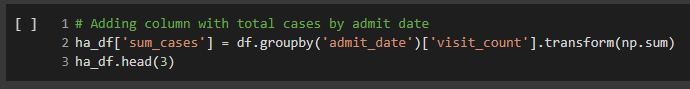 [ ] 1 # Adding column with total cases by admit date
2 ha_df['sum_cases'] = df.groupby('admit_date')['visit_count'].transform(np.sum)
3 ha_df.head(3)